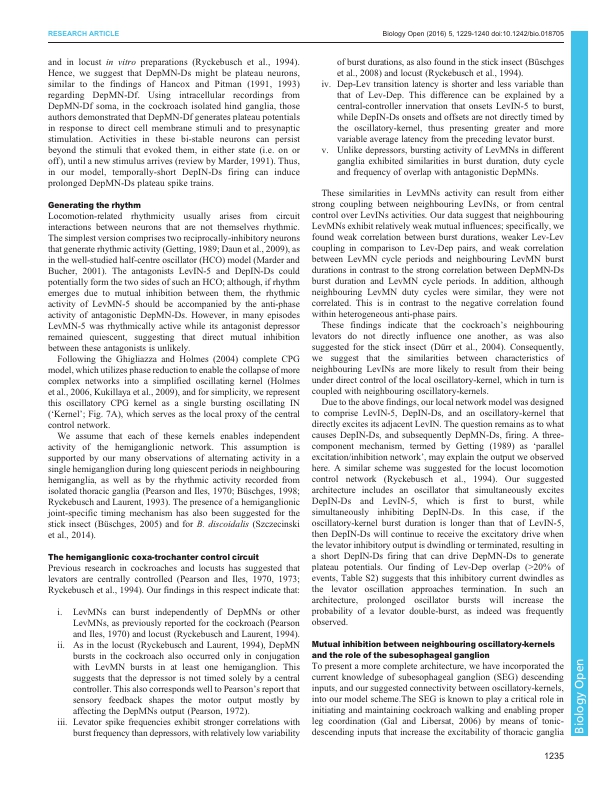 RESEARCH ARTICLE
Biology Open (2016) 5, 1229-1240 doi:10.1242/bio.018705
and in locust in vitro preparations (Ryckebusch et al., 1994).
Hence, we suggest that DepMN-Ds might be plateau neurons,
similar to the findings of Hancox and Pitman (1991, 1993)
regarding DepMN-Df. Using intracellular recordings from
DepMN-Df soma, in the cockroach isolated hind ganglia, those
authors demonstrated that DepMN-Df generates plateau potentials
in response to direct cell membrane stimuli and to presynaptic
stimulation. Activities in these bi-stable neurons can persist
beyond the stimuli that evoked them, in either state (i.e. on or
off), until a new stimulus arrives (review by Marder, 1991). Thus,
in our model, temporally-short DepIN-Ds firing can induce
prolonged DepMN-Ds plateau spike trains.
Generating the rhythm
Locomotion-related rhythmicity usually arises from circuit
interactions between neurons that are not themselves rhythmic.
The simplest version comprises two reciprocally-inhibitory neurons
that generate rhythmic activity (Getting, 1989; Daun et al., 2009), as
in the well-studied half-centre oscillator (HCO) model (Marder and
Bucher, 2001). The antagonists LevIN-5 and DepIN-Ds could
potentially form the two sides of such an HCO; although, if rhythm
emerges due to mutual inhibition between them, the rhythmic
activity of LevMN-5 should be accompanied by the anti-phase
activity of antagonistic DepMN-Ds. However, in many episodes
LevMN-5 was rhythmically active while its antagonist depressor
remained quiescent, suggesting that direct mutual inhibition
between these antagonists is unlikely.
Following the Ghigliazza and Holmes (2004) complete CPG
model, which utilizes phase reduction to enable the collapse of more
complex networks into a simplified oscillating kernel (Holmes
et al., 2006, Kukillaya et al., 2009), and for simplicity, we represent
this oscillatory CPG kernel as a single bursting oscillating IN
(‘Kernel’; Fig. 7A), which serves as the local proxy of the central
control network.
We assume that each of these kernels enables independent
activity of the hemiganglionic network. This assumption is
supported by our many observations of alternating activity in a
single hemiganglion during long quiescent periods in neighbouring
hemiganglia, as well as by the rhythmic activity recorded from
isolated thoracic ganglia (Pearson and Iles, 1970; Büschges, 1998;
Ryckebusch and Laurent, 1993). The presence of a hemiganglionic
joint-specific timing mechanism has also been suggested for the
stick insect (Büschges, 2005) and for B. discoidalis (Szczecinski
et al., 2014).
The hemiganglionic coxa-trochanter control circuit
Previous research in cockroaches and locusts has suggested that
levators are centrally controlled (Pearson and Iles, 1970, 1973;
Ryckebusch et al., 1994). Our findings in this respect indicate that:
i. LevMNs can burst independently of DepMNs or other
LevMNs, as previously reported for the cockroach (Pearson
and Iles, 1970) and locust (Ryckebusch and Laurent, 1994).
ii. As in the locust (Ryckebusch and Laurent, 1994), DepMN
bursts in the cockroach also occurred only in conjunction
with LevMN bursts in at least one hemiganglion. This
suggests that the depressor is not timed solely by a central
controller. This also corresponds well to Pearson's report that
sensory feedback shapes the motor output mostly by
affecting the DepMNs output (Pearson, 1972).
iii. Levator spike frequencies exhibit stronger correlations with
burst frequency than depressors, with relatively low variability
of burst durations, as also found in the stick insect (Büschges
et al., 2008) and locust (Ryckebusch et al., 1994).
iv. Dep-Lev transition latency is shorter and less variable than
that of Lev-Dep. This difference can be explained by a
central-controller innervation that onsets LevIN-5 to burst,
while DepIN-Ds onsets and offsets are not directly timed by
the oscillatory-kernel, thus presenting greater and more
variable average latency from the preceding levator burst.
v. Unlike depressors, bursting activity of LevMNs in different
ganglia exhibited similarities in burst duration, duty cycle
and frequency of overlap with antagonistic DepMNs.
These similarities in LevMNs activity can result from either
strong coupling between neighbouring LevINs, or from central
control over LevINs activities. Our data suggest that neighbouring
LevMNs exhibit relatively weak mutual influences; specifically, we
found weak correlation between burst durations, weaker Lev-Lev
coupling in comparison to Lev-Dep pairs, and weak correlation
between LevMN cycle periods and neighbouring LevMN burst
durations in contrast to the strong correlation between DepMN-Ds
burst duration and LevMN cycle periods. In addition, although
neighbouring LevMN duty cycles were similar, they were not
correlated. This is in contrast to the negative correlation found
within heterogeneous anti-phase pairs.
These findings indicate that the cockroach's neighbouring
levators do not directly influence one another, as was also
suggested for the stick insect (Dürr et al., 2004). Consequently,
we suggest that the similarities between characteristics of
neighbouring LevINs are more likely to result from their being
under direct control of the local oscillatory-kernel, which in turn is
coupled with neighbouring oscillatory-kernels.
Due to the above findings, our local network model was designed
to comprise LevIN-5, DepIN-Ds, and an oscillatory-kernel that
directly excites its adjacent LevIN. The question remains as to what
causes DepIN-Ds, and subsequently DepMN-Ds, firing. A three-
component mechanism, termed by Getting (1989) as ‘parallel
excitation/inhibition network’, may explain the output we observed
here. A similar scheme was suggested for the locust locomotion
control network (Ryckebusch et al., 1994). Our suggested
architecture includes an oscillator that simultaneously excites
DepIN-Ds and LevIN-5, which is first to burst, while
simultaneously inhibiting DepIN-Ds. In this case, if the
oscillatory-kernel burst duration is longer than that of LevIN-5,
then DepIN-Ds will continue to receive the excitatory drive when
the levator inhibitory output is dwindling or terminated, resulting in
a short DepIN-Ds firing that can drive DepMN-Ds to generate
plateau potentials. Our finding of Lev-Dep overlap (>20% of
events, Table S2) suggests that this inhibitory current dwindles as
the levator oscillation approaches termination. In such an
architecture, prolonged oscillator bursts will increase the
probability of a levator double-burst, as indeed was frequently
observed.
Mutual inhibition between neighbouring oscillatory-kernels
and the role of the subesophageal ganglion
To present a more complete architecture, we have incorporated the
current knowledge of subesophageal ganglion (SEG) descending
inputs, and our suggested connectivity between oscillatory-kernels,
into our model scheme.The SEG is known to play a critical role in
initiating and maintaining cockroach walking and enabling proper
leg coordination (Gal and Libersat, 2006) by means of tonic-
descending inputs that increase the excitability of thoracic ganglia
Biology Open
1235